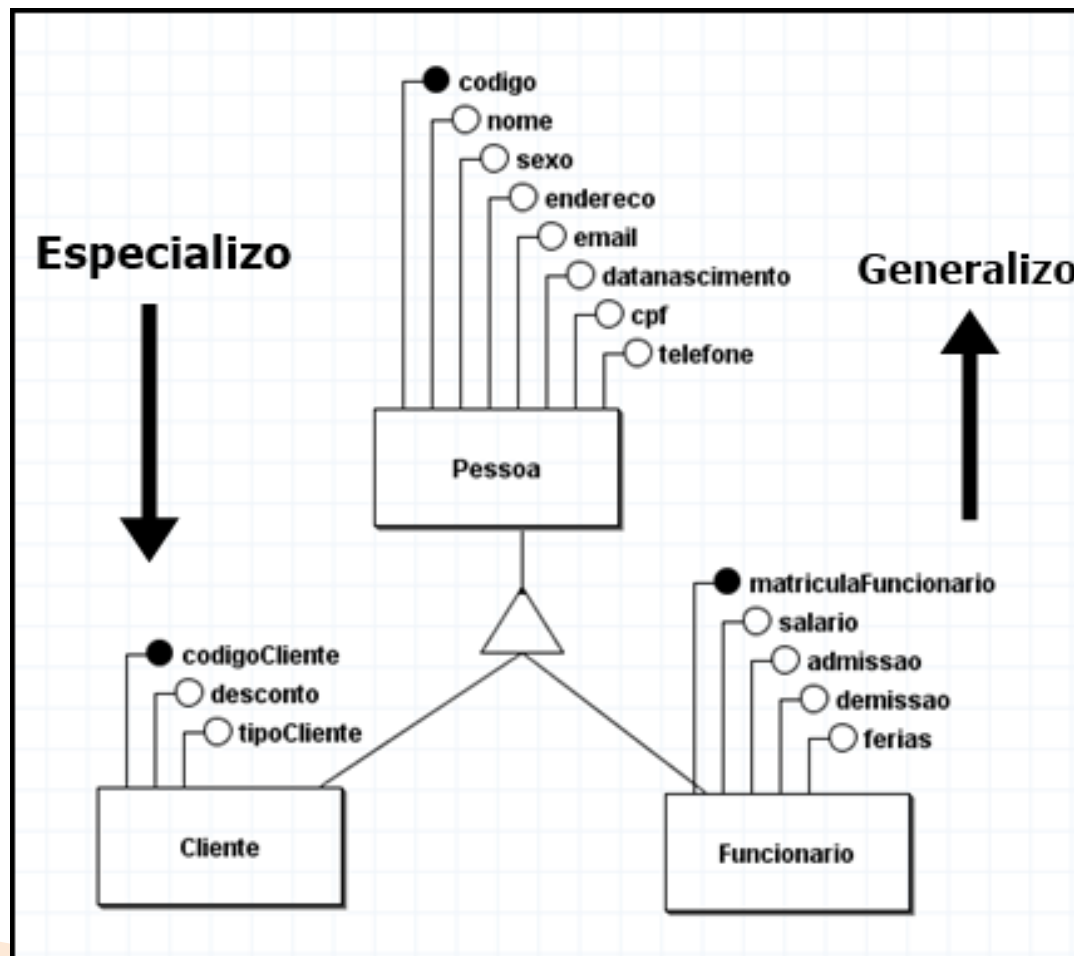 codigo
nome
sexo
endereco
email
datanascimento
cpf
telefone
Especializo
Generalizo
Pessoa
codigoCliente
desconto
tipoCliente
matriculaFuncionario
salario
admissao
demissao
ferias
Cliente
Funcionario